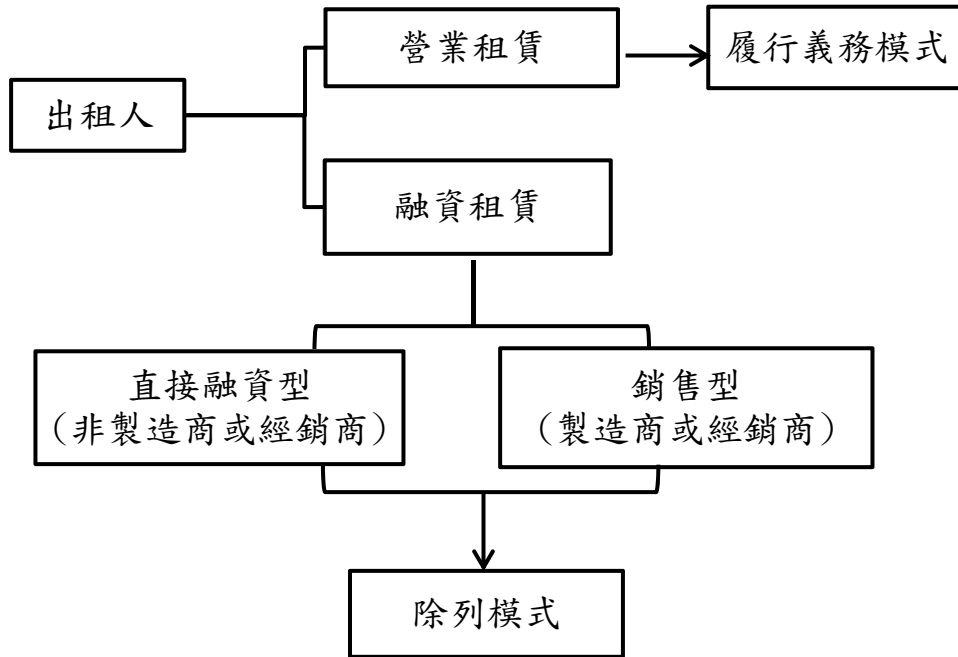 營業租賃
履行義務模式
出租人
融資租賃
直接融資型
（非製造商或經銷商）
銷售型
（製造商或經銷商）
除列模式